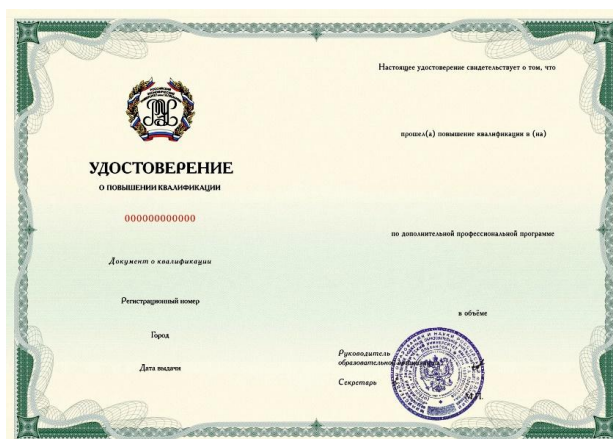 УДОСТОВЕРЕНИЕ
О ПОВЫШЕНИИ КВАЛИФИКАЦИИ
000000000000
Документ о квалификации
Регистрационный номер
Город
Дата выдачи
Настоящее удостоверение свидетельствует о том, что
прошел(а) повышение квалификации в (на)
по дополнительной профессиональной программе
в объёме
Руководитель
образовательной
Секретарь
М.П.